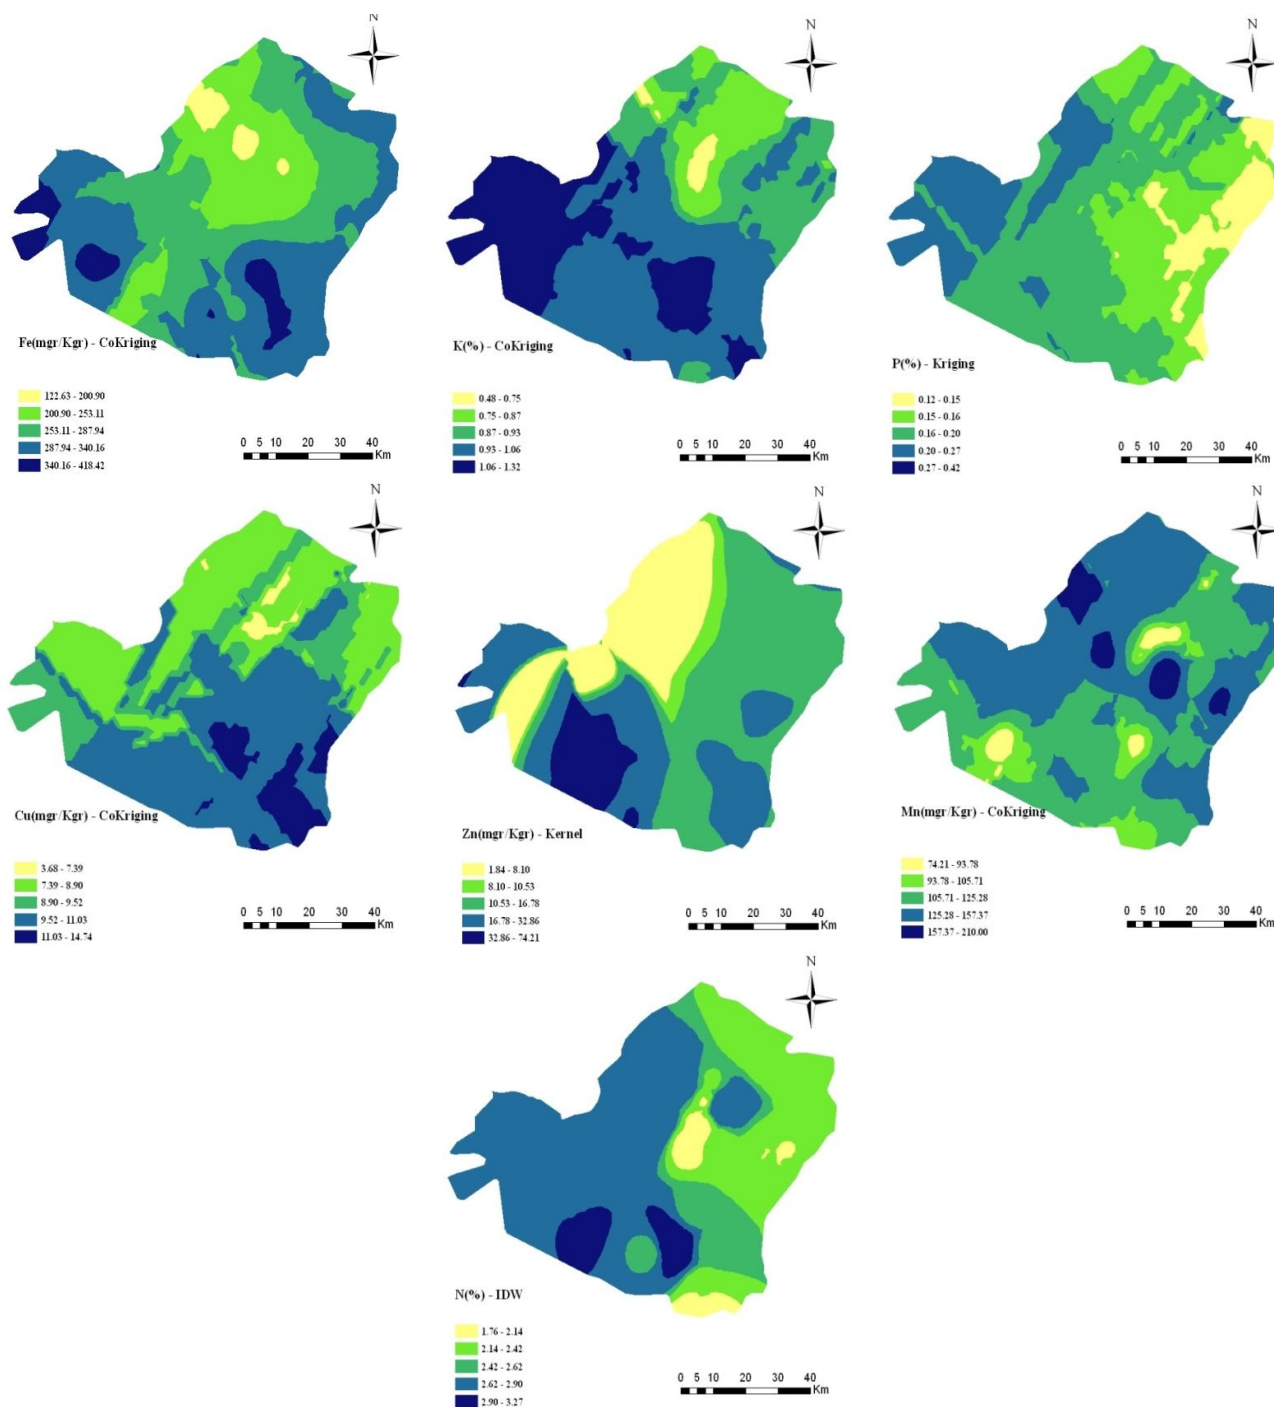 N
N
N
Fe(mgr/Kgr) - CoKriging
122.63 - 200.90
200.90 - 253.11
253.11 - 287.94
287.94 - 340.16
340.16 - 418.42
0 5 10 20 30 40
Km
K(%) - CoKriging
0.48 - 0.75
0.75 - 0.87
0.87 - 0.93
0.93 - 1.06
1.06 - 1.32
0 5 10 20 30 40
Km
P(%) - Kriging
0.12 - 0.15
0.15 - 0.16
0.16 - 0.20
0.20 - 0.27
0.27 - 0.42
0 5 10 20 30 40
Km
N
N
N
Cu(mgr/Kgr) - CoKriging
3.68 - 7.39
7.39 - 8.90
8.90 - 9.52
9.52 - 11.03
11.03 - 14.74
0 5 10 20 30 40
Km
Zn(mgr/Kgr) - Kernel
1.84 - 8.10
8.10 - 10.53
10.53 - 16.78
16.78 - 32.86
32.86 - 74.21
0 5 10 20 30 40
Km
Mn(mgr/Kgr) - CoKriging
74.21 - 93.78
93.78 - 105.71
105.71 - 125.28
125.28 - 157.37
157.37 - 210.00
0 5 10 20 30 40
Km
N
N(%) - IDW
1.76 - 2.14
2.14 - 2.42
2.42 - 2.62
2.62 - 2.90
2.90 - 3.27
0 5 10 20 30 40
Km